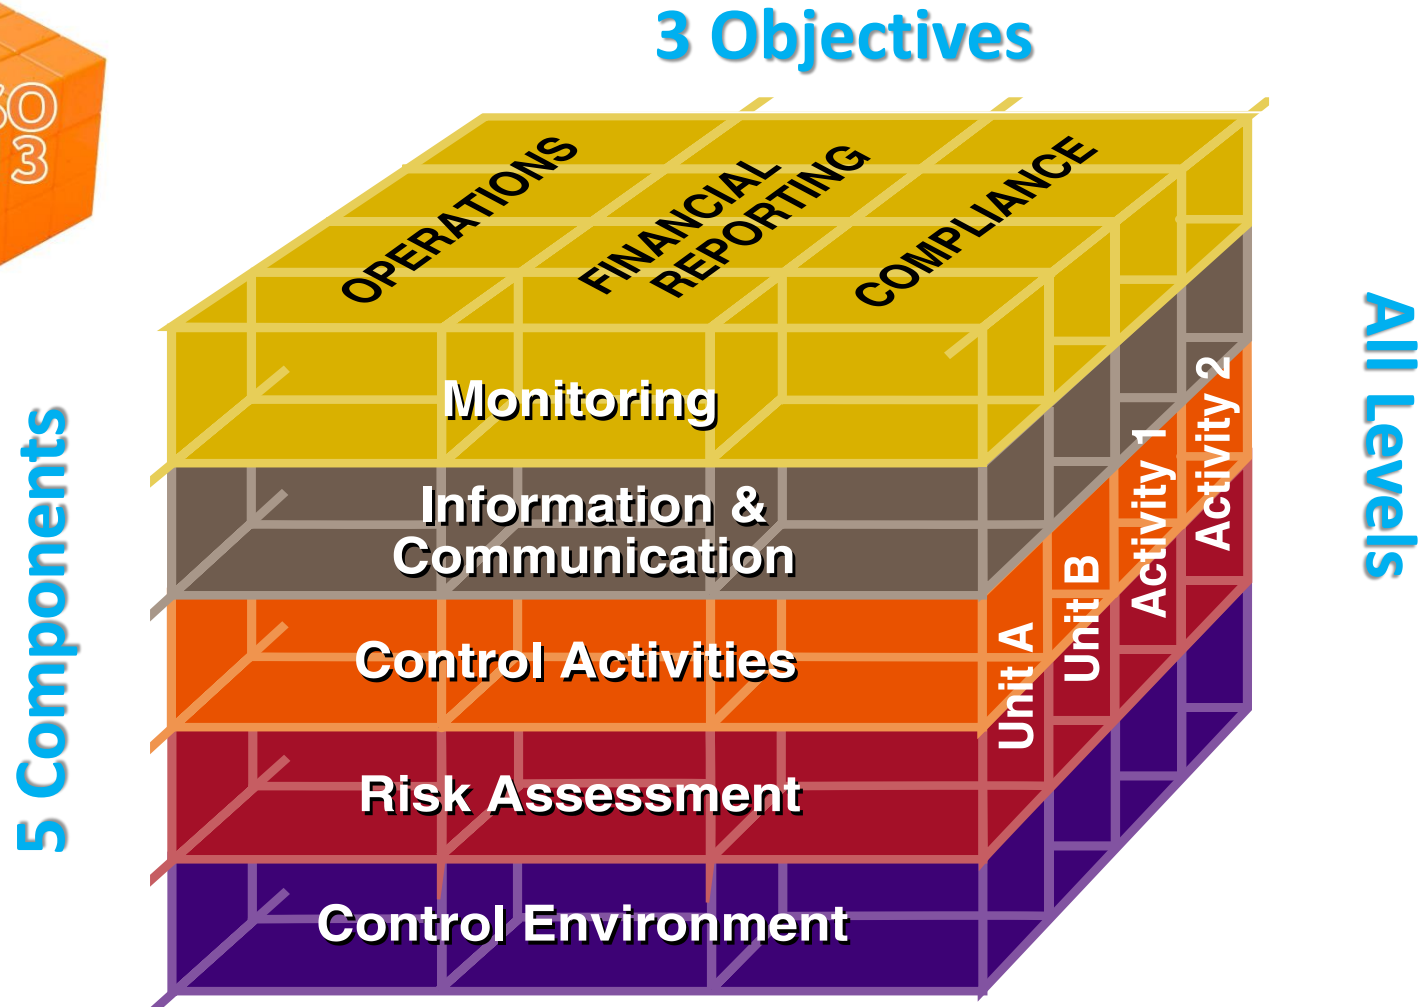 3 Objectives
3
OPERATIONS
FINANCIAL
REPORTING
COMPLIANCE
Monitoring
Information &
Communication
Control Activities
Risk Assessment
Control Environment
Unit A
Unit B
Activity 1
Activity 2
5 Components
All Levels